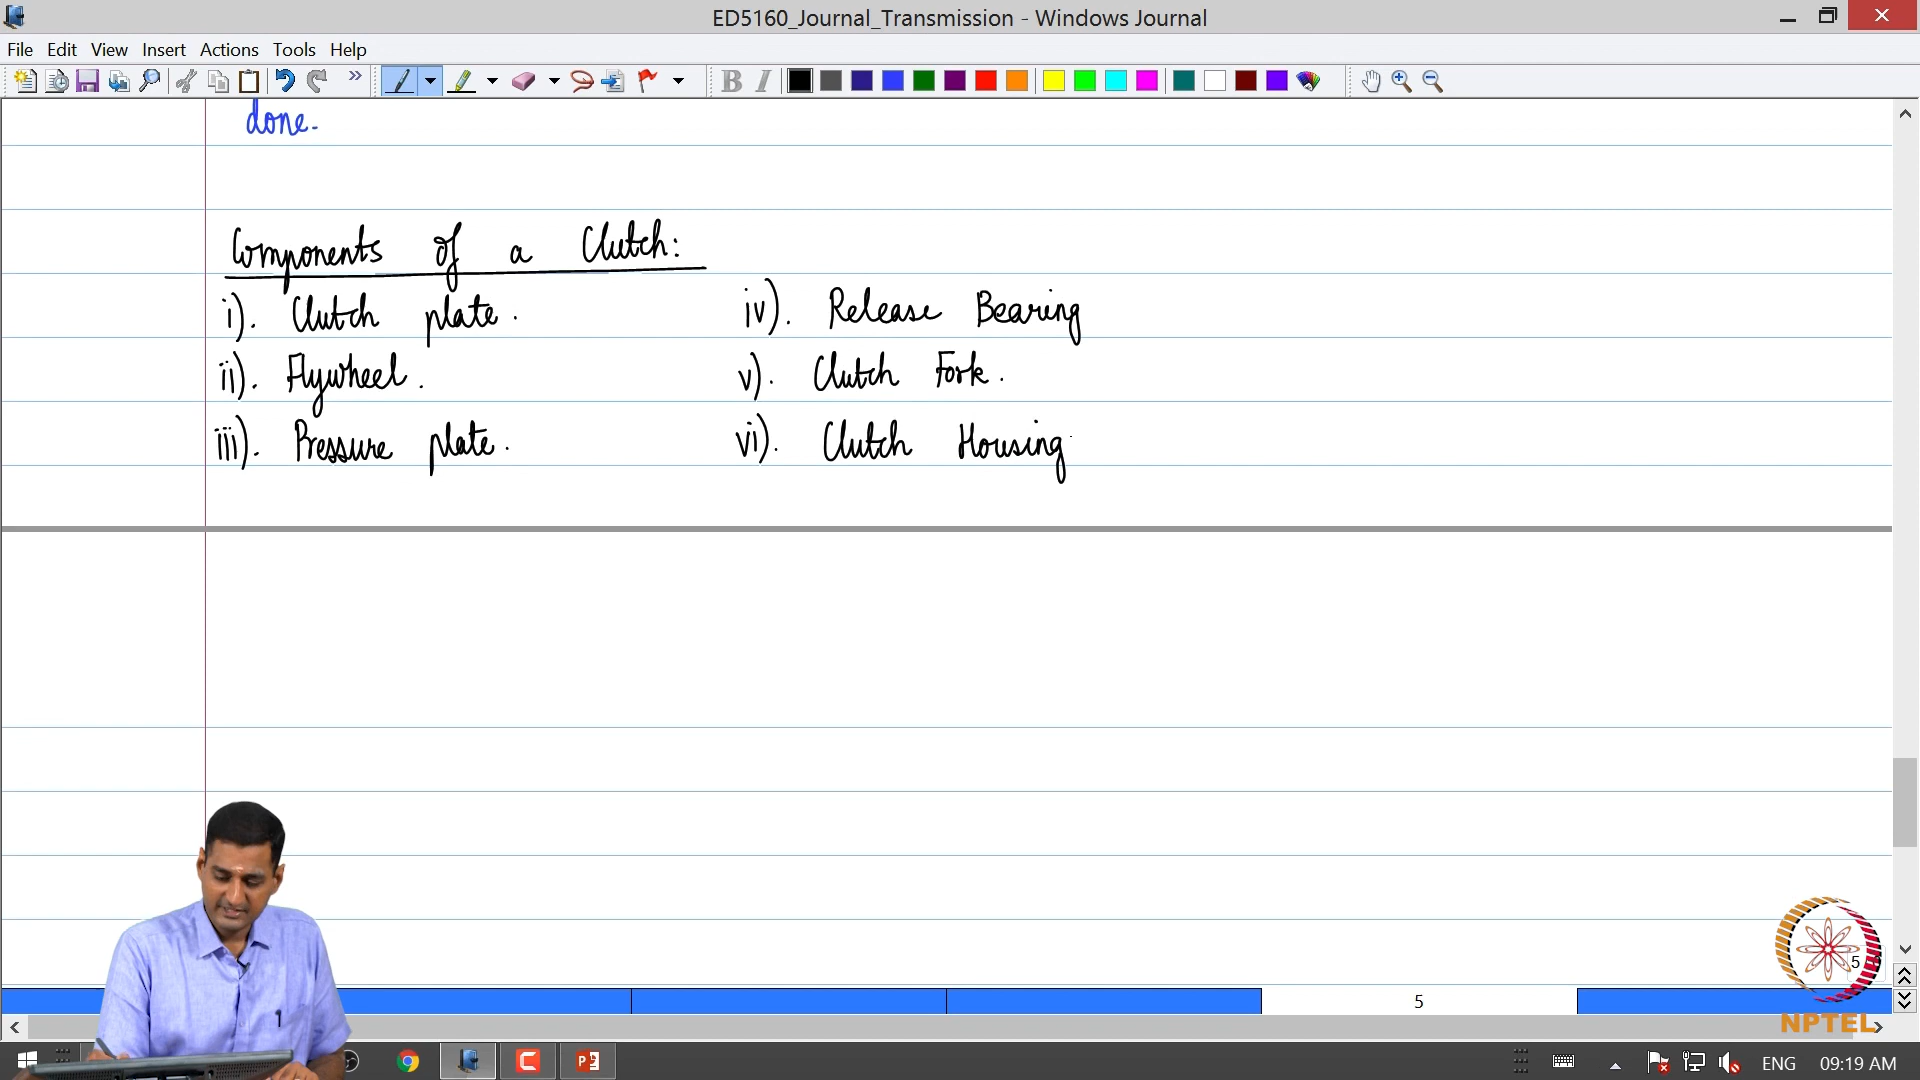 ED5160_Journal_Transmission - Windows Journal
File Edit View Insert Actions Tools Help
B I
done.
Components of a Clutch:
i). Clutch plate.
ii). Flywheel.
iii). Pressure plate.
iv). Release Bearing
v). Clutch Fork.
vi). Clutch Housing
5
5
NPTEL
ENG 09:19 AM